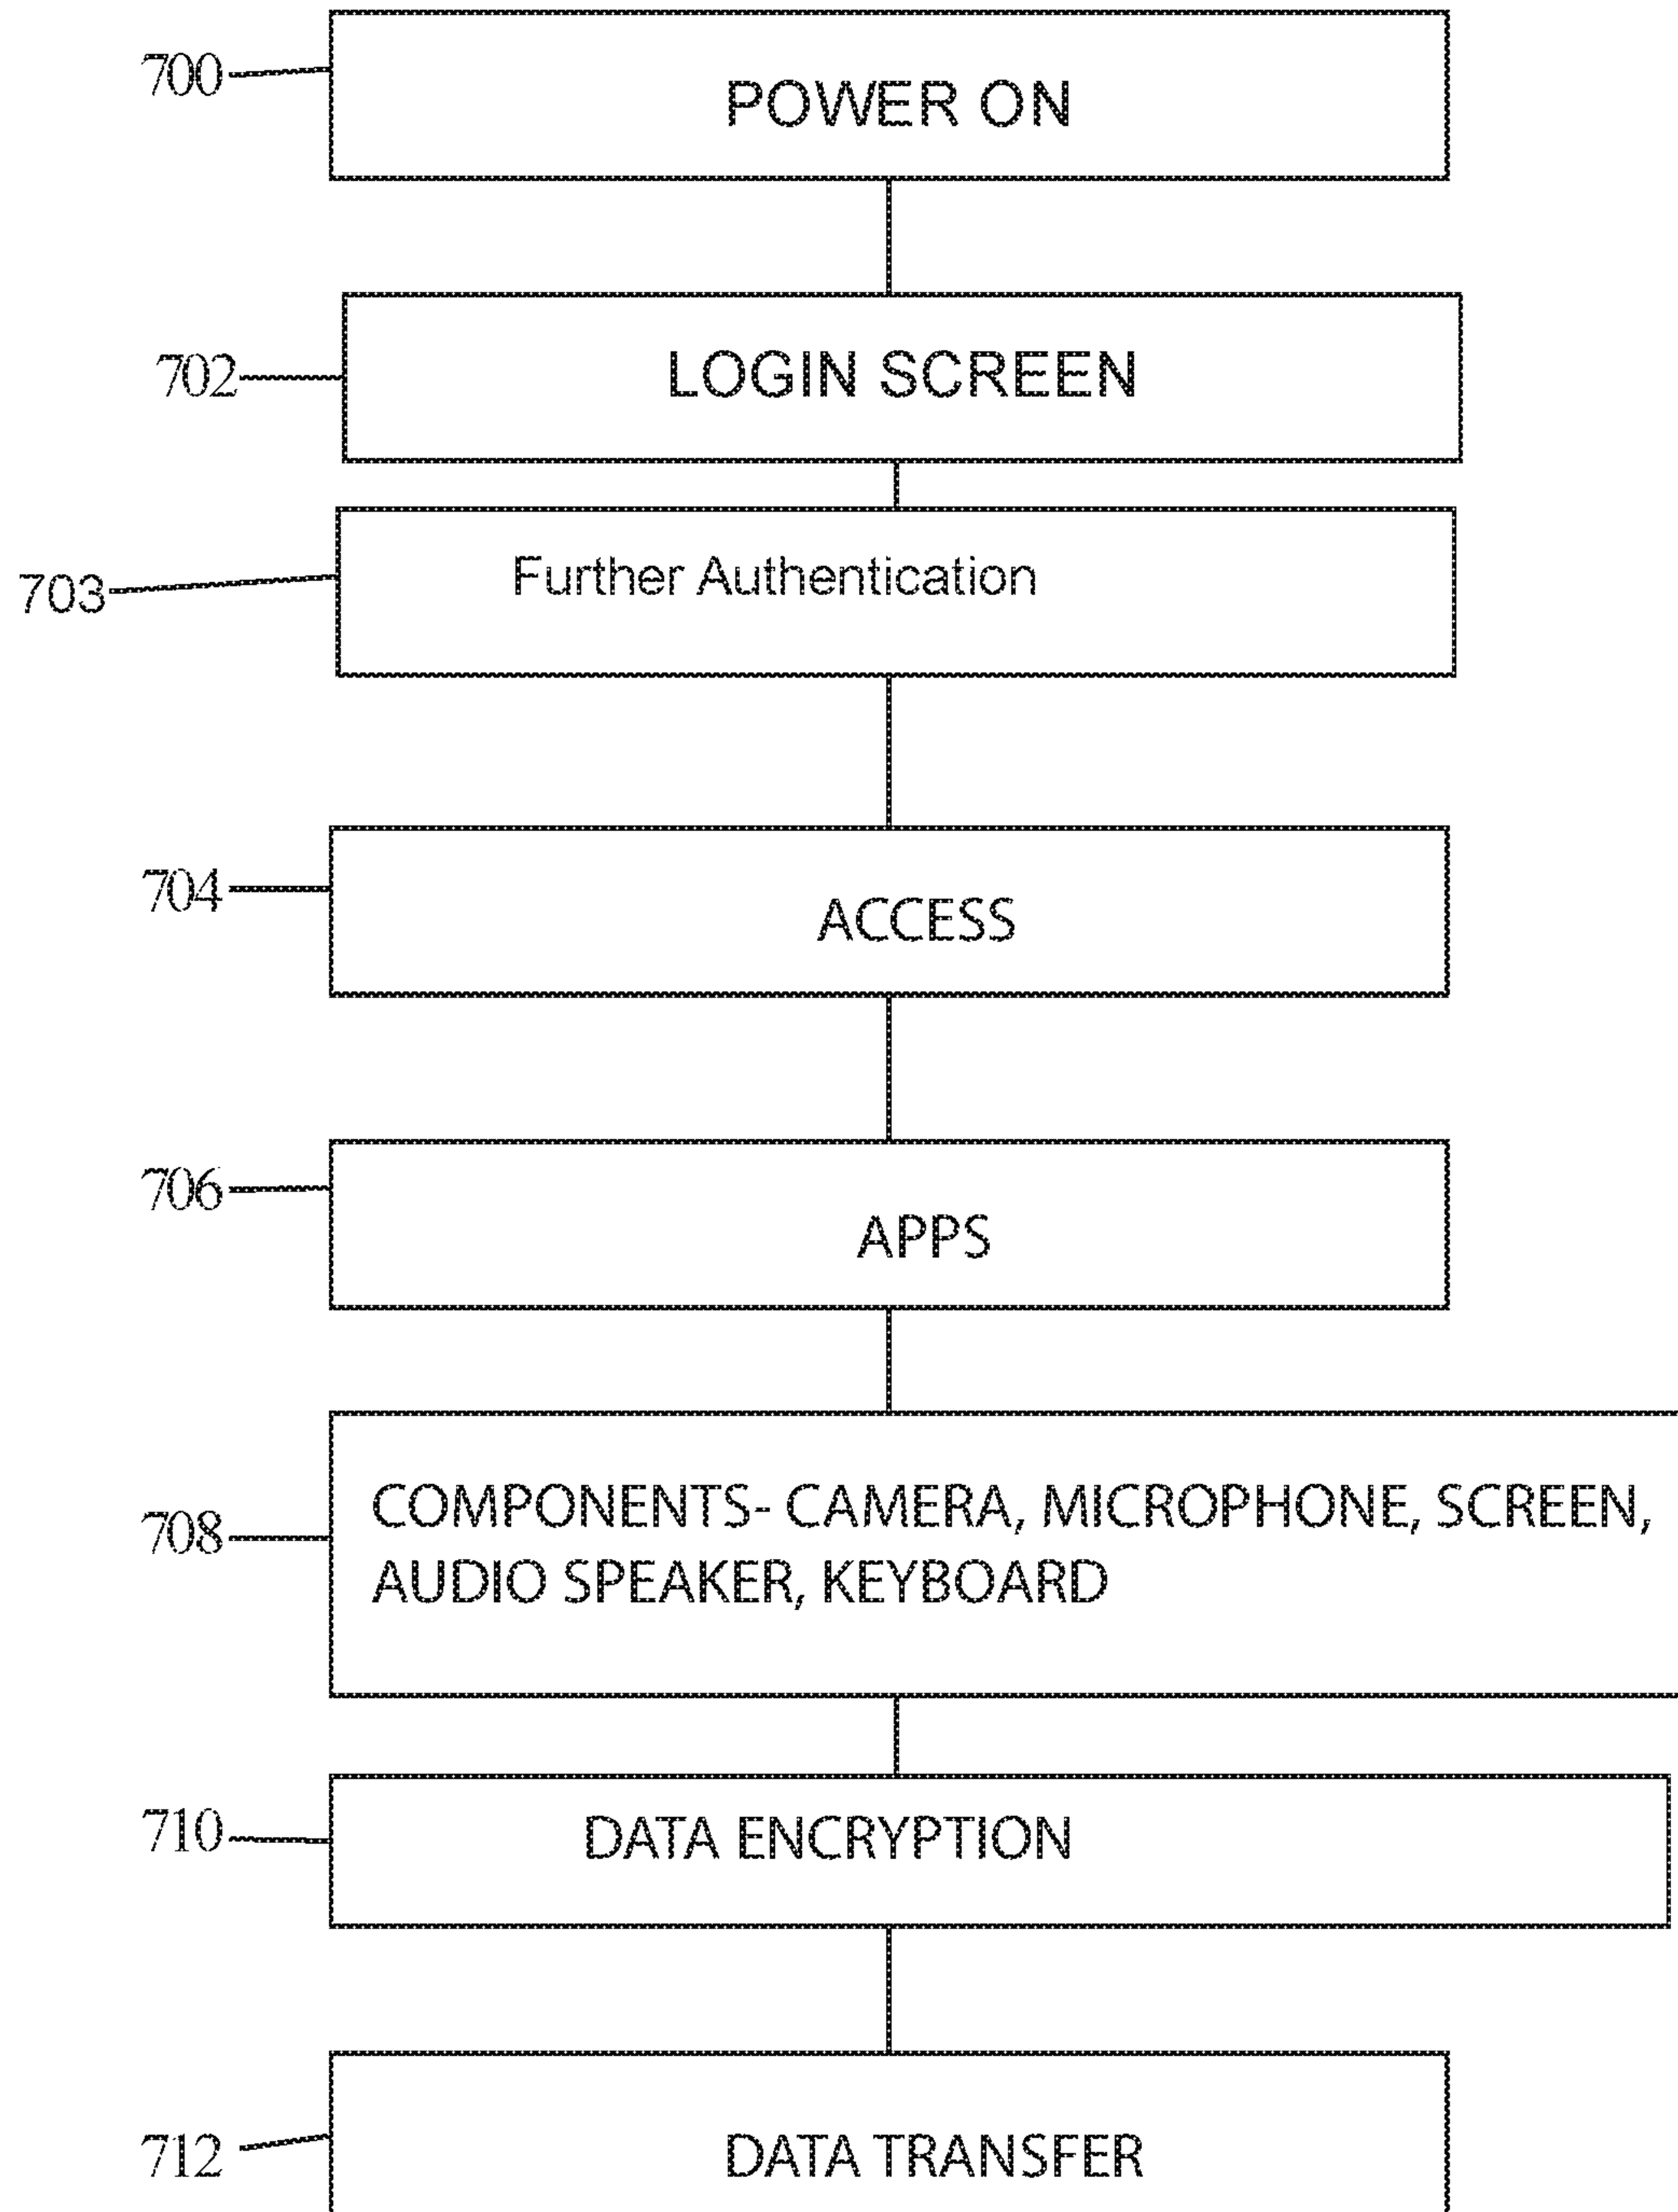 700
POWER ON
702
LOGIN SCREEN
703
Further Authentication
704
ACCESS
706
APPS
708
COMPONENTS- CAMERA, MICROPHONE, SCREEN,
AUDIO SPEAKER, KEYBOARD
710
DATA ENCRYPTION
712
DATA TRANSFER